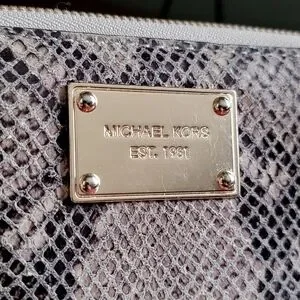 MICHAEL KORS
EST. 1981